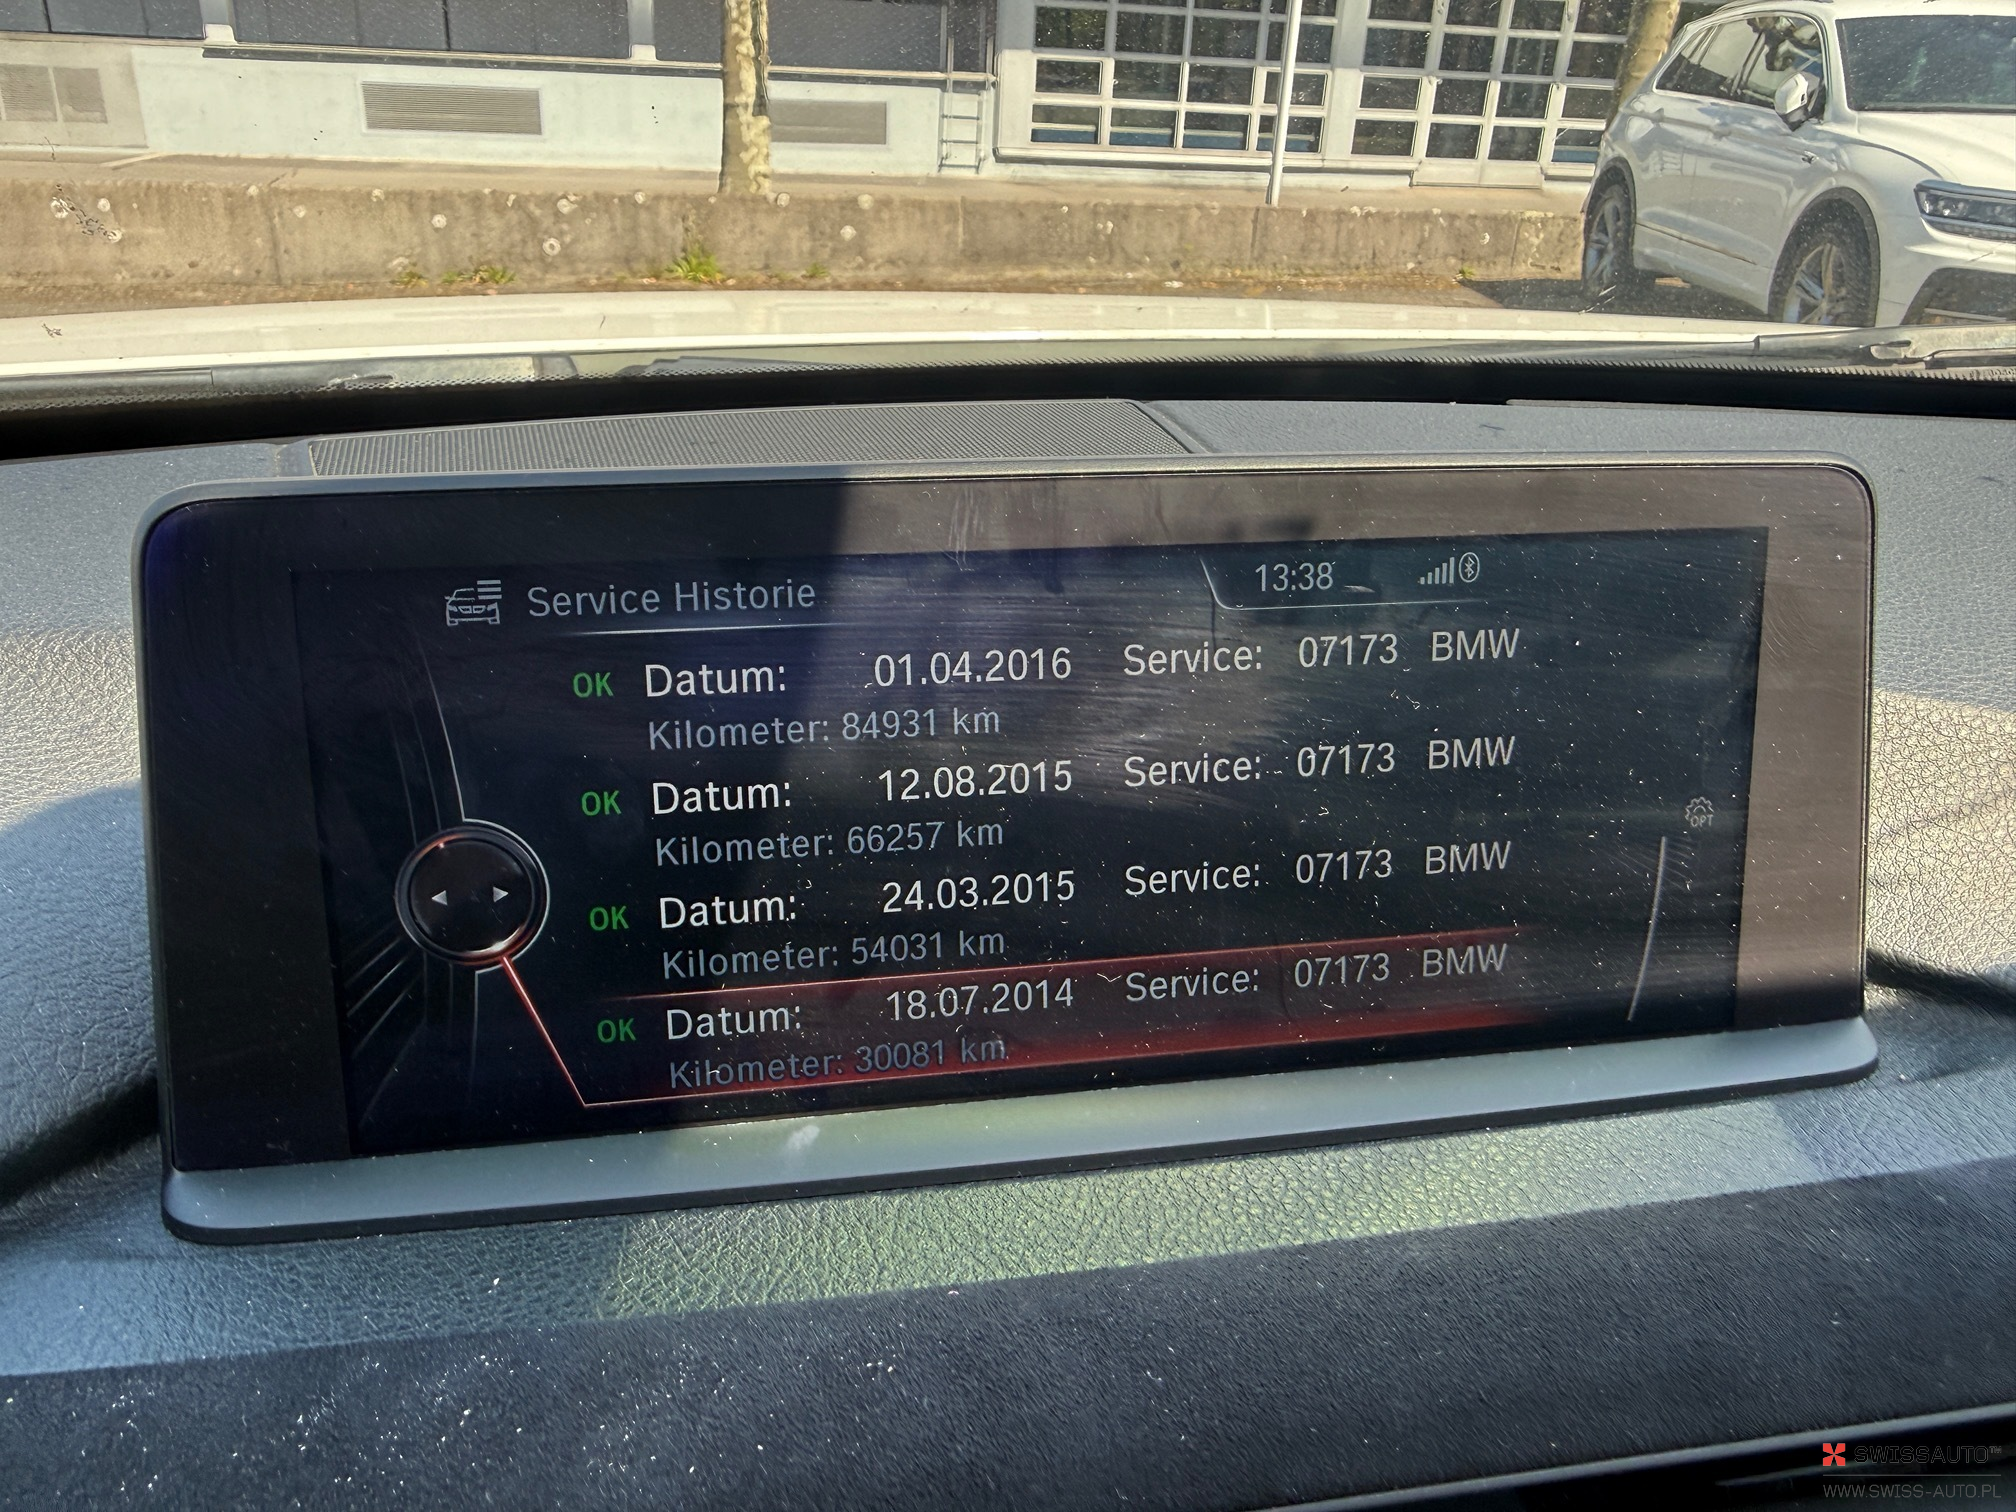 Service Historie
13:38
OK Datum: 01.04.2016 Service: 07173 BMW
Kilometer: 84931 km
OK Datum: 12.08.2015 Service: 07173 BMW
Kilometer: 66257 km
OPT
OK Datum: 24.03.2015 Service: 07173 BMW
Kilometer: 54031 km
OK Datum: 18.07.2014 Service: 07173 BMW
Kilometer: 30081 km
SWISSAUTO™
WWW.SWISS-AUTO.PL